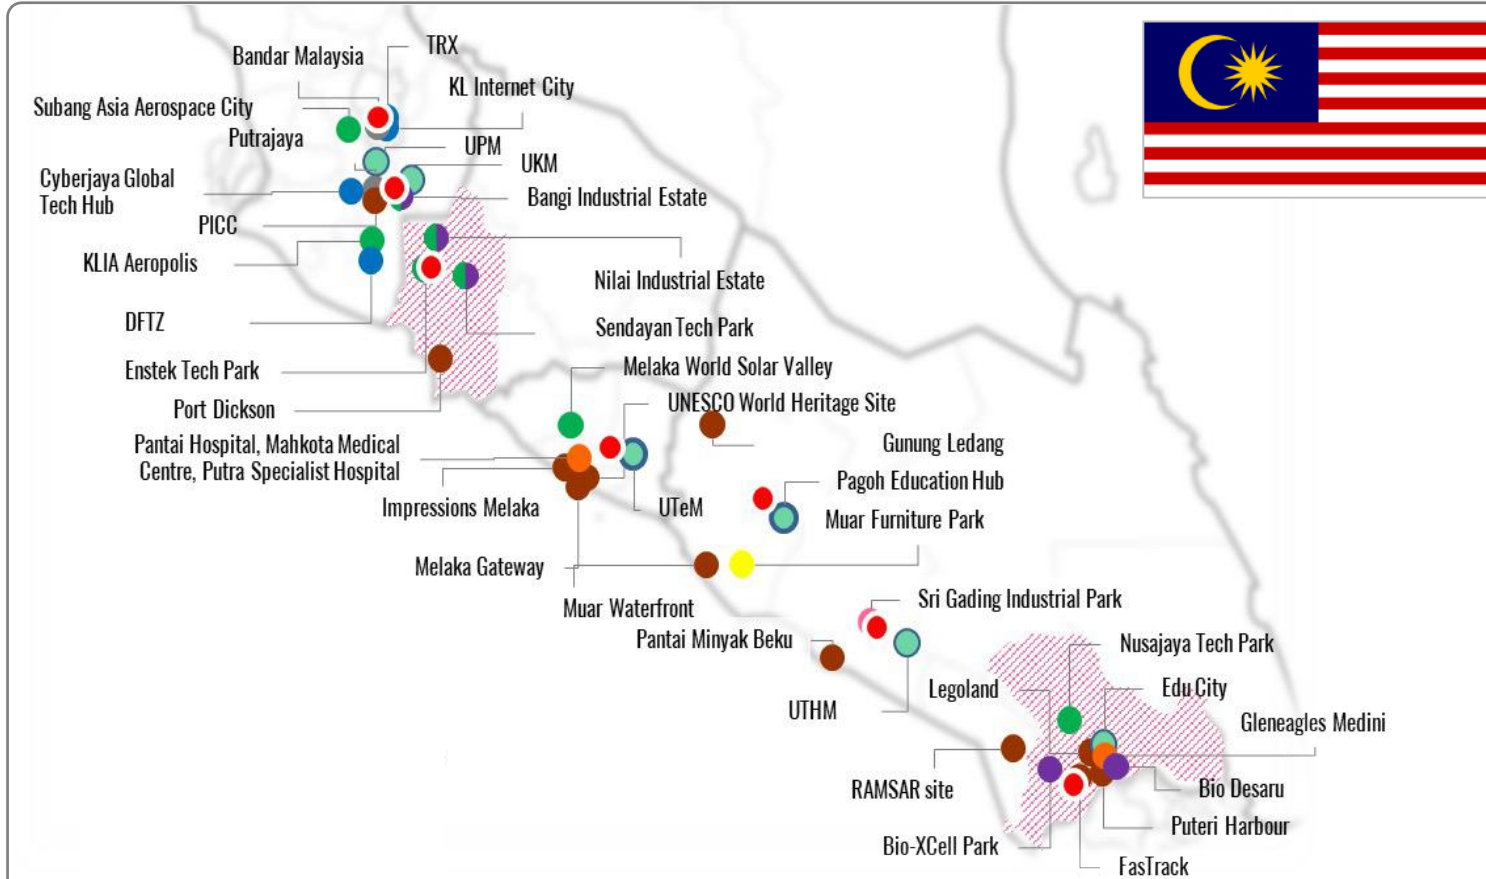 TRX
Bandar Malaysia
KL Internet City
Subang Asia Aerospace City
Putrajaya
UPM
UKM
Cyberjaya Global
Tech Hub
Bangi Industrial Estate
PICC
KLIA Aeropolis
Nilai Industrial Estate
DFTZ
Sendayan Tech Park
Enstek Tech Park
Melaka World Solar Valley
Port Dickson
UNESCO World Heritage Site
Pantai Hospital, Mahkota Medical
Centre, Putra Specialist Hospital
Gunung Ledang
Pagoh Education Hub
Impressions Melaka
UTeM
Muar Furniture Park
Melaka Gateway
Muar Waterfront
Sri Gading Industrial Park
Pantai Minyak Beku
Nusajaya Tech Park
Legoland
Edu City
UTHM
Gleneagles Medini
RAMSAR site
Bio Desaru
Puteri Harbour
Bio-XCell Park
FasTrack